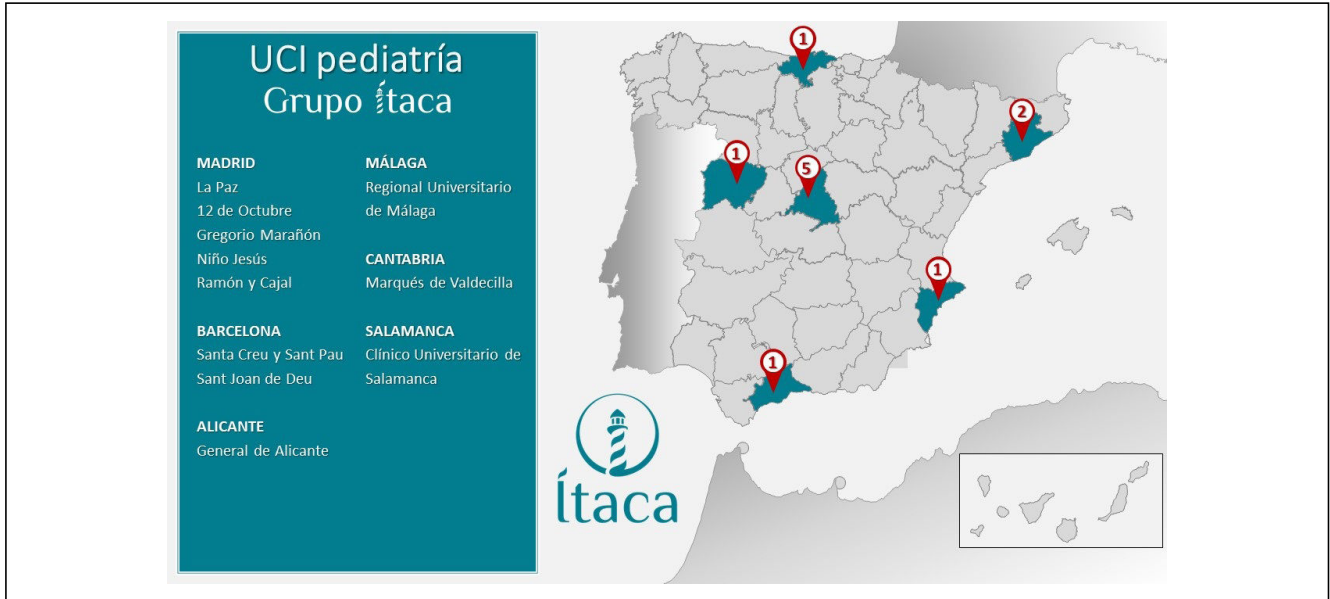 UCI pediatría
Grupo Ítaca
MADRID
La Paz
12 de Octubre
Gregorio Marañón
Niño Jesús
Ramón y Cajal
BARCELONA
Santa Creu y Sant Pau
Sant Joan de Deu
ALICANTE
General de Alicante
MÁLAGA
Regional Universitario
de Málaga
CANTABRIA
Marqués de Valdecilla
SALAMANCA
Clínico Universitario de
Salamanca
1
2
1
5
1
1
Ítaca